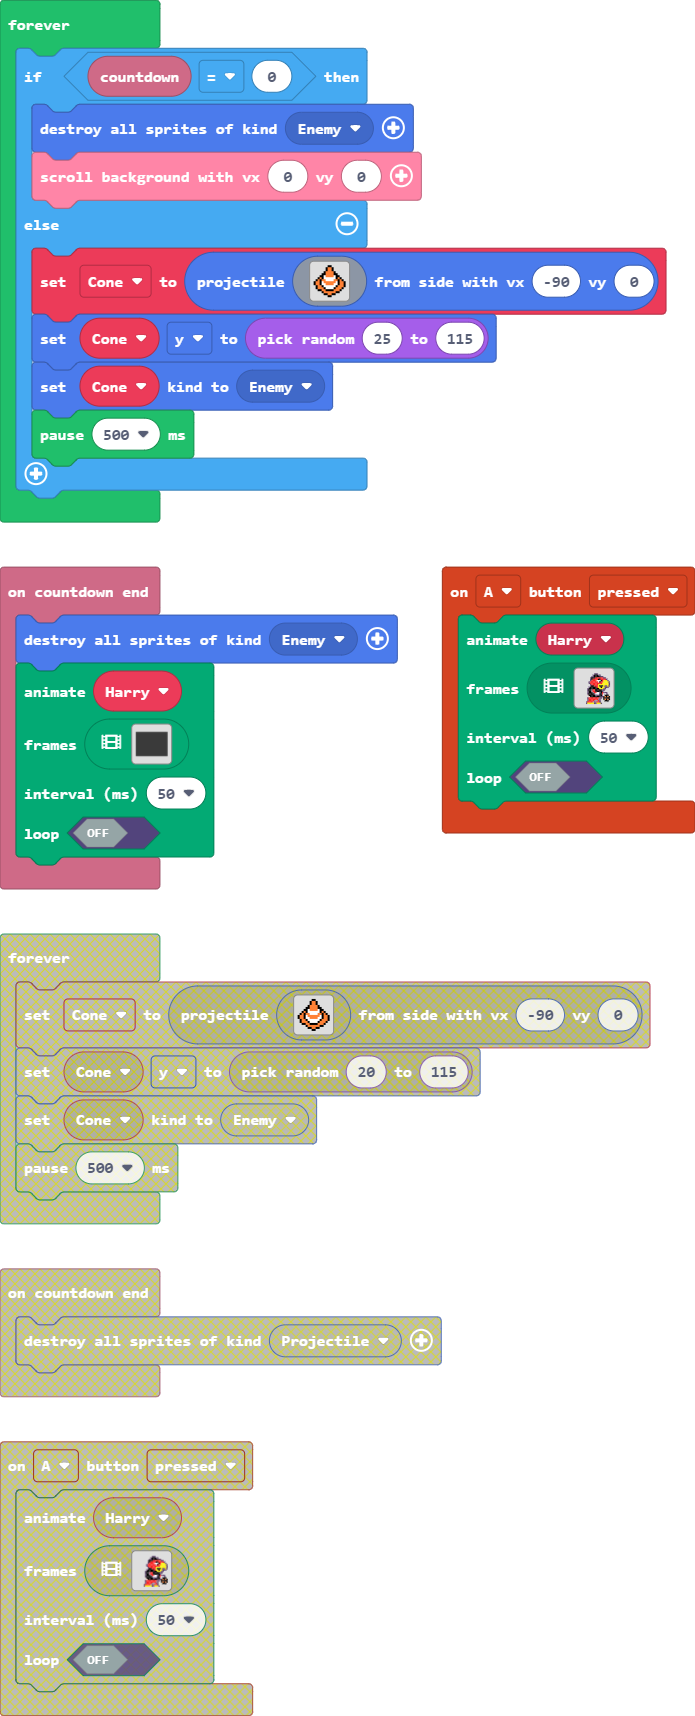 forever
if countdown = 0 then
destroy all sprites of kind Enemy
scroll background with vx 0 vy 0
else
set Cone to projectile from side with vx -90 vy 0
set Cone y to pick random 25 to 115
set Cone kind to Enemy
pause 500 ms
on countdown end
destroy all sprites of kind Enemy
animate Harry
frames
interval (ms) 50
loop OFF
on A button pressed
animate Harry
frames
interval (ms) 50
loop OFF
forever
set Cone to projectile from side with vx -90 vy 0
set Cone y to pick random 20 to 115
set Cone kind to Enemy
pause 500 ms
on countdown end
destroy all sprites of kind Projectile
on A button pressed
animate Harry
frames
interval (ms) 50
loop OFF